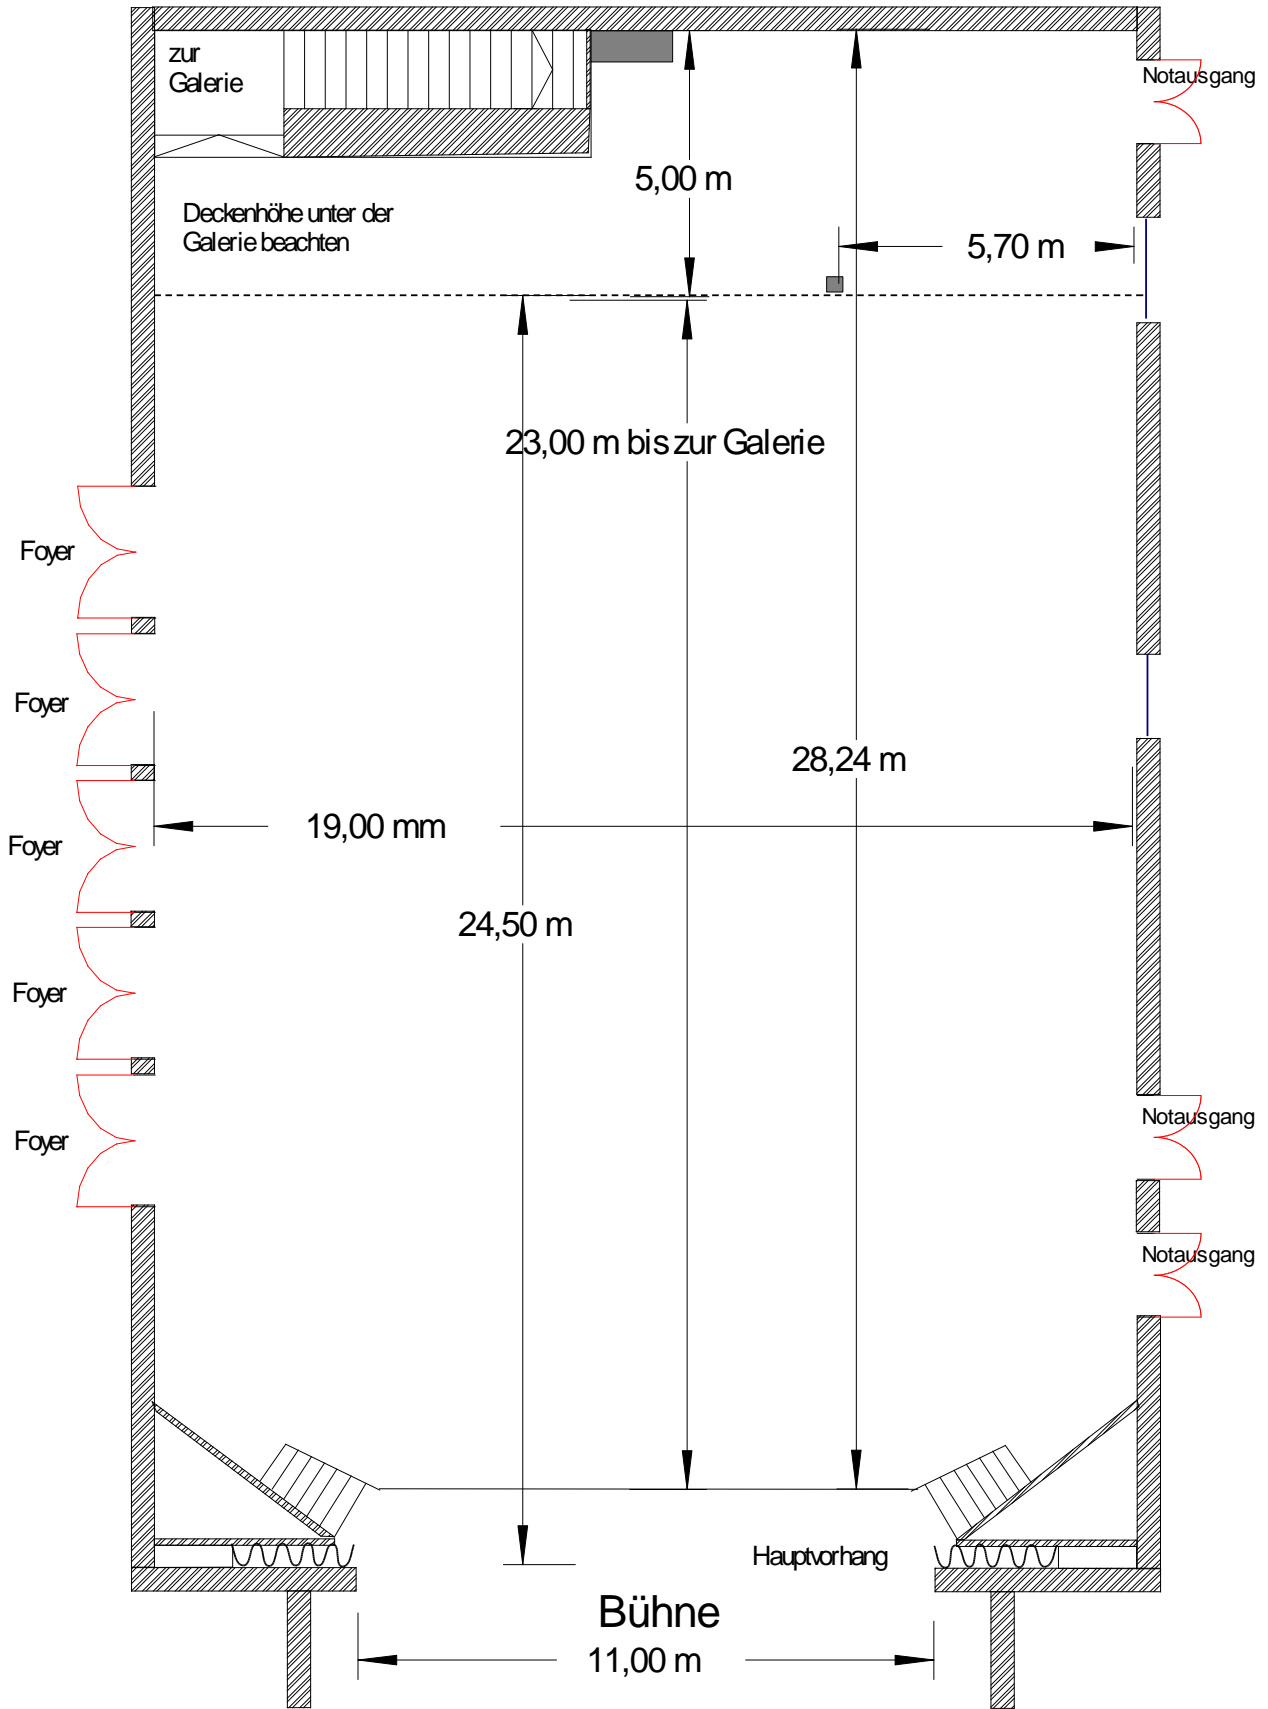 zur
Galerie
Notausgang
5,00 m
Deckenhöhe unter der
Galerie beachten
5,70 m
23,00 m bis zur Galerie
Foyer
Foyer
28,24 m
19,00 mm
Foyer
24,50 m
Foyer
Notausgang
Foyer
Notausgang
Hauptvorhang
Bühne
11,00 m